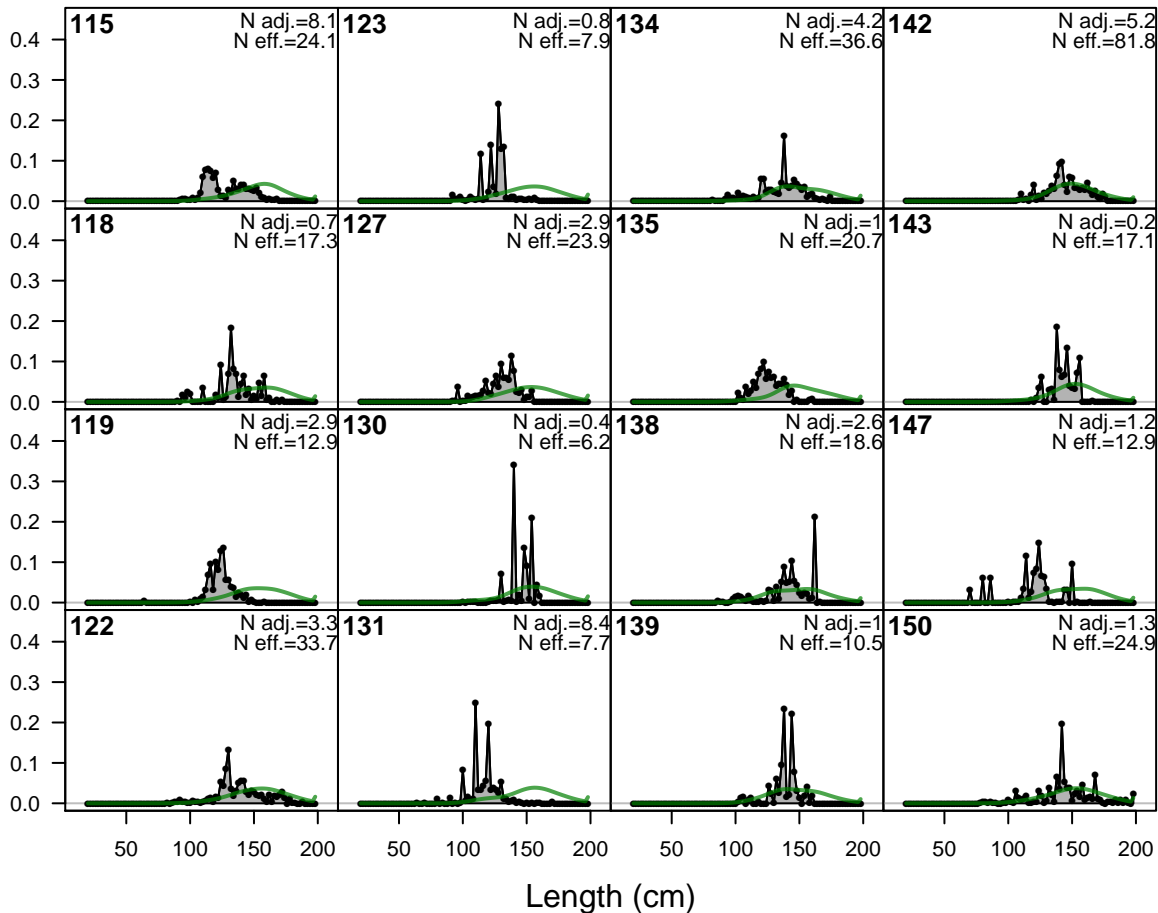 115 N adj.=8.1
N eff.=24.1
123 N adj.=0.8
N eff.=7.9
134 N adj.=4.2
N eff.=36.6
142 N adj.=5.2
N eff.=81.8
0.4
0.3
0.2
0.1
0.0
118 N adj.=0.7
N eff.=17.3
127 N adj.=2.9
N eff.=23.9
135 N adj.=1
N eff.=20.7
143 N adj.=0.2
N eff.=17.1
0.4
0.3
0.2
0.1
0.0
119 N adj.=2.9
N eff.=12.9
130 N adj.=0.4
N eff.=6.2
138 N adj.=2.6
N eff.=18.6
147 N adj.=1.2
N eff.=12.9
0.4
0.3
0.2
0.1
0.0
122 N adj.=3.3
N eff.=33.7
131 N adj.=8.4
N eff.=7.7
139 N adj.=1
N eff.=10.5
150 N adj.=1.3
N eff.=24.9
0.4
0.3
0.2
0.1
0.0
50 100 150 200 50 100 150 200 50 100 150 200 50 100 150 200
Length (cm)